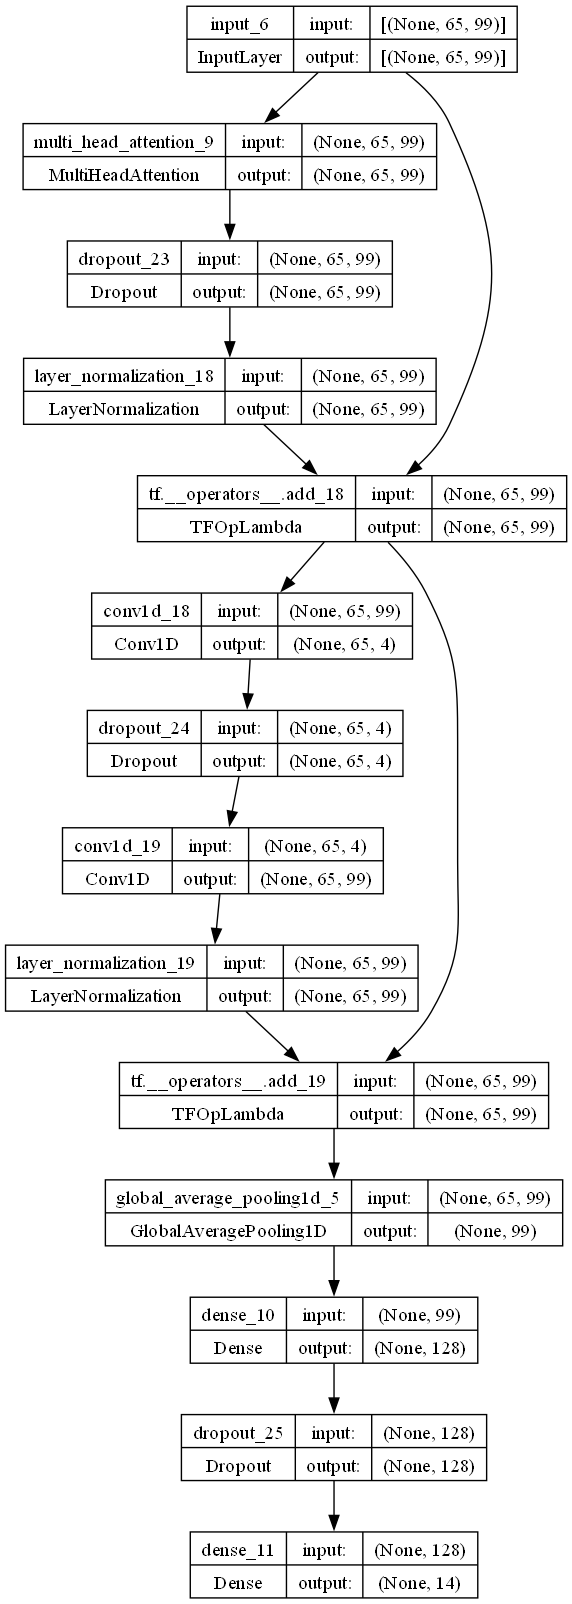 input_6 input: [(None, 65, 99)]
InputLayer output: [(None, 65, 99)]
multi_head_attention_9 input: (None, 65, 99)
MultiHeadAttention output: (None, 65, 99)
dropout_23 input: (None, 65, 99)
Dropout output: (None, 65, 99)
layer_normalization_18 input: (None, 65, 99)
LayerNormalization output: (None, 65, 99)
tf.__operators__.add_18 input: (None, 65, 99)
TFOpLambda output: (None, 65, 99)
conv1d_18 input: (None, 65, 99)
Conv1D output: (None, 65, 4)
dropout_24 input: (None, 65, 4)
Dropout output: (None, 65, 4)
conv1d_19 input: (None, 65, 4)
Conv1D output: (None, 65, 99)
layer_normalization_19 input: (None, 65, 99)
LayerNormalization output: (None, 65, 99)
tf.__operators__.add_19 input: (None, 65, 99)
TFOpLambda output: (None, 65, 99)
global_average_pooling1d_5 input: (None, 65, 99)
GlobalAveragePooling1D output: (None, 99)
dense_10 input: (None, 99)
Dense output: (None, 128)
dropout_25 input: (None, 128)
Dropout output: (None, 128)
dense_11 input: (None, 128)
Dense output: (None, 14)